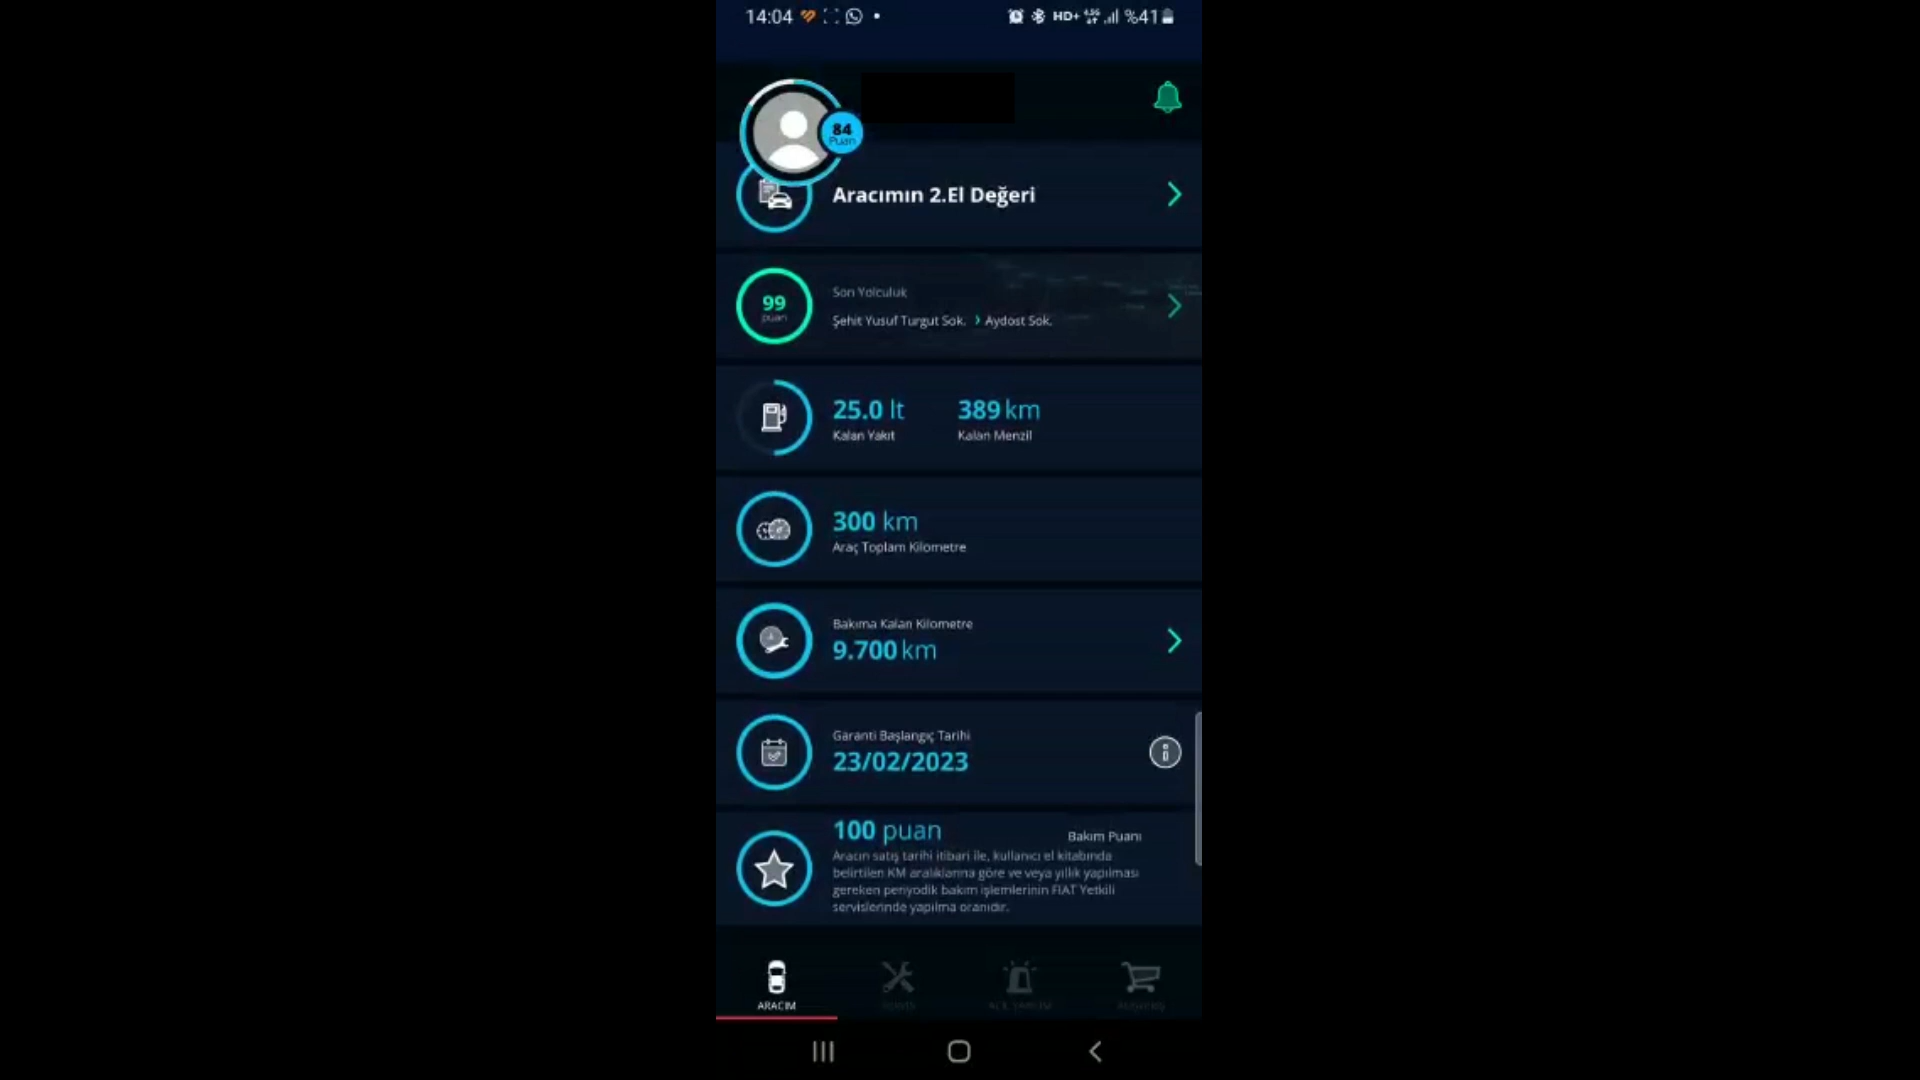 14:04 HD+ %41
84
Puan
Aracımın 2.El Değeri
99
puan
Son Yolculuk
Şehit Yusuf Turgut Sok. Aydost Sok.
25.0 lt 389 km
Kalan Yakıt Kalan Menzil
300 km
Araç Toplam Kilometre
Bakıma Kalan Kilometre
9.700 km
Garanti Başlangıç Tarihi
23/02/2023
100 puan Bakım Puanı
Aracın satış tarihi itibari ile, kullanıcı el kitabında
belirtilen KM aralıklarına göre ve veya yıllık yapılması
gereken periyodik bakım işlemlerinin FIAT Yetkili
servislerinde yapılma oranıdır.
ARACIM